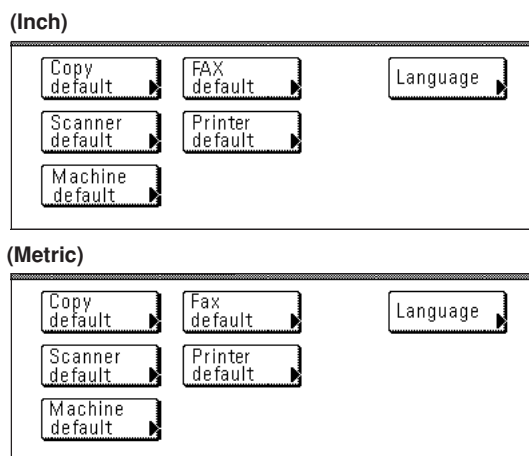 (Inch)
Copy
default
FAX
default
Language
Scanner
default
Printer
default
Machine
default
(Metric)
Copy
default
Fax
default
Language
Scanner
default
Printer
default
Machine
default